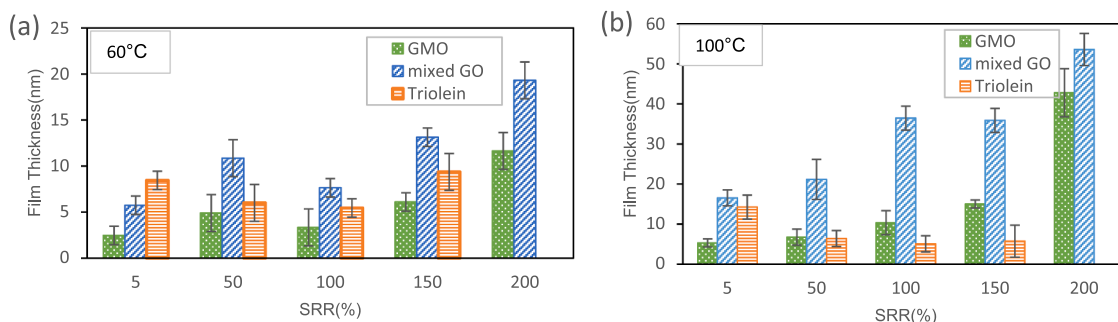 (a)
60°C
GMO
mixed GO
Triolein
Film Thickness(nm)
25
20
15
10
5
0
5 50 100 150 200
SRR(%)
(b)
100°C
GMO
mixed GO
Triolein
Film Thickness(nm)
60
50
40
30
20
10
0
5 50 100 150 200
SRR(%)